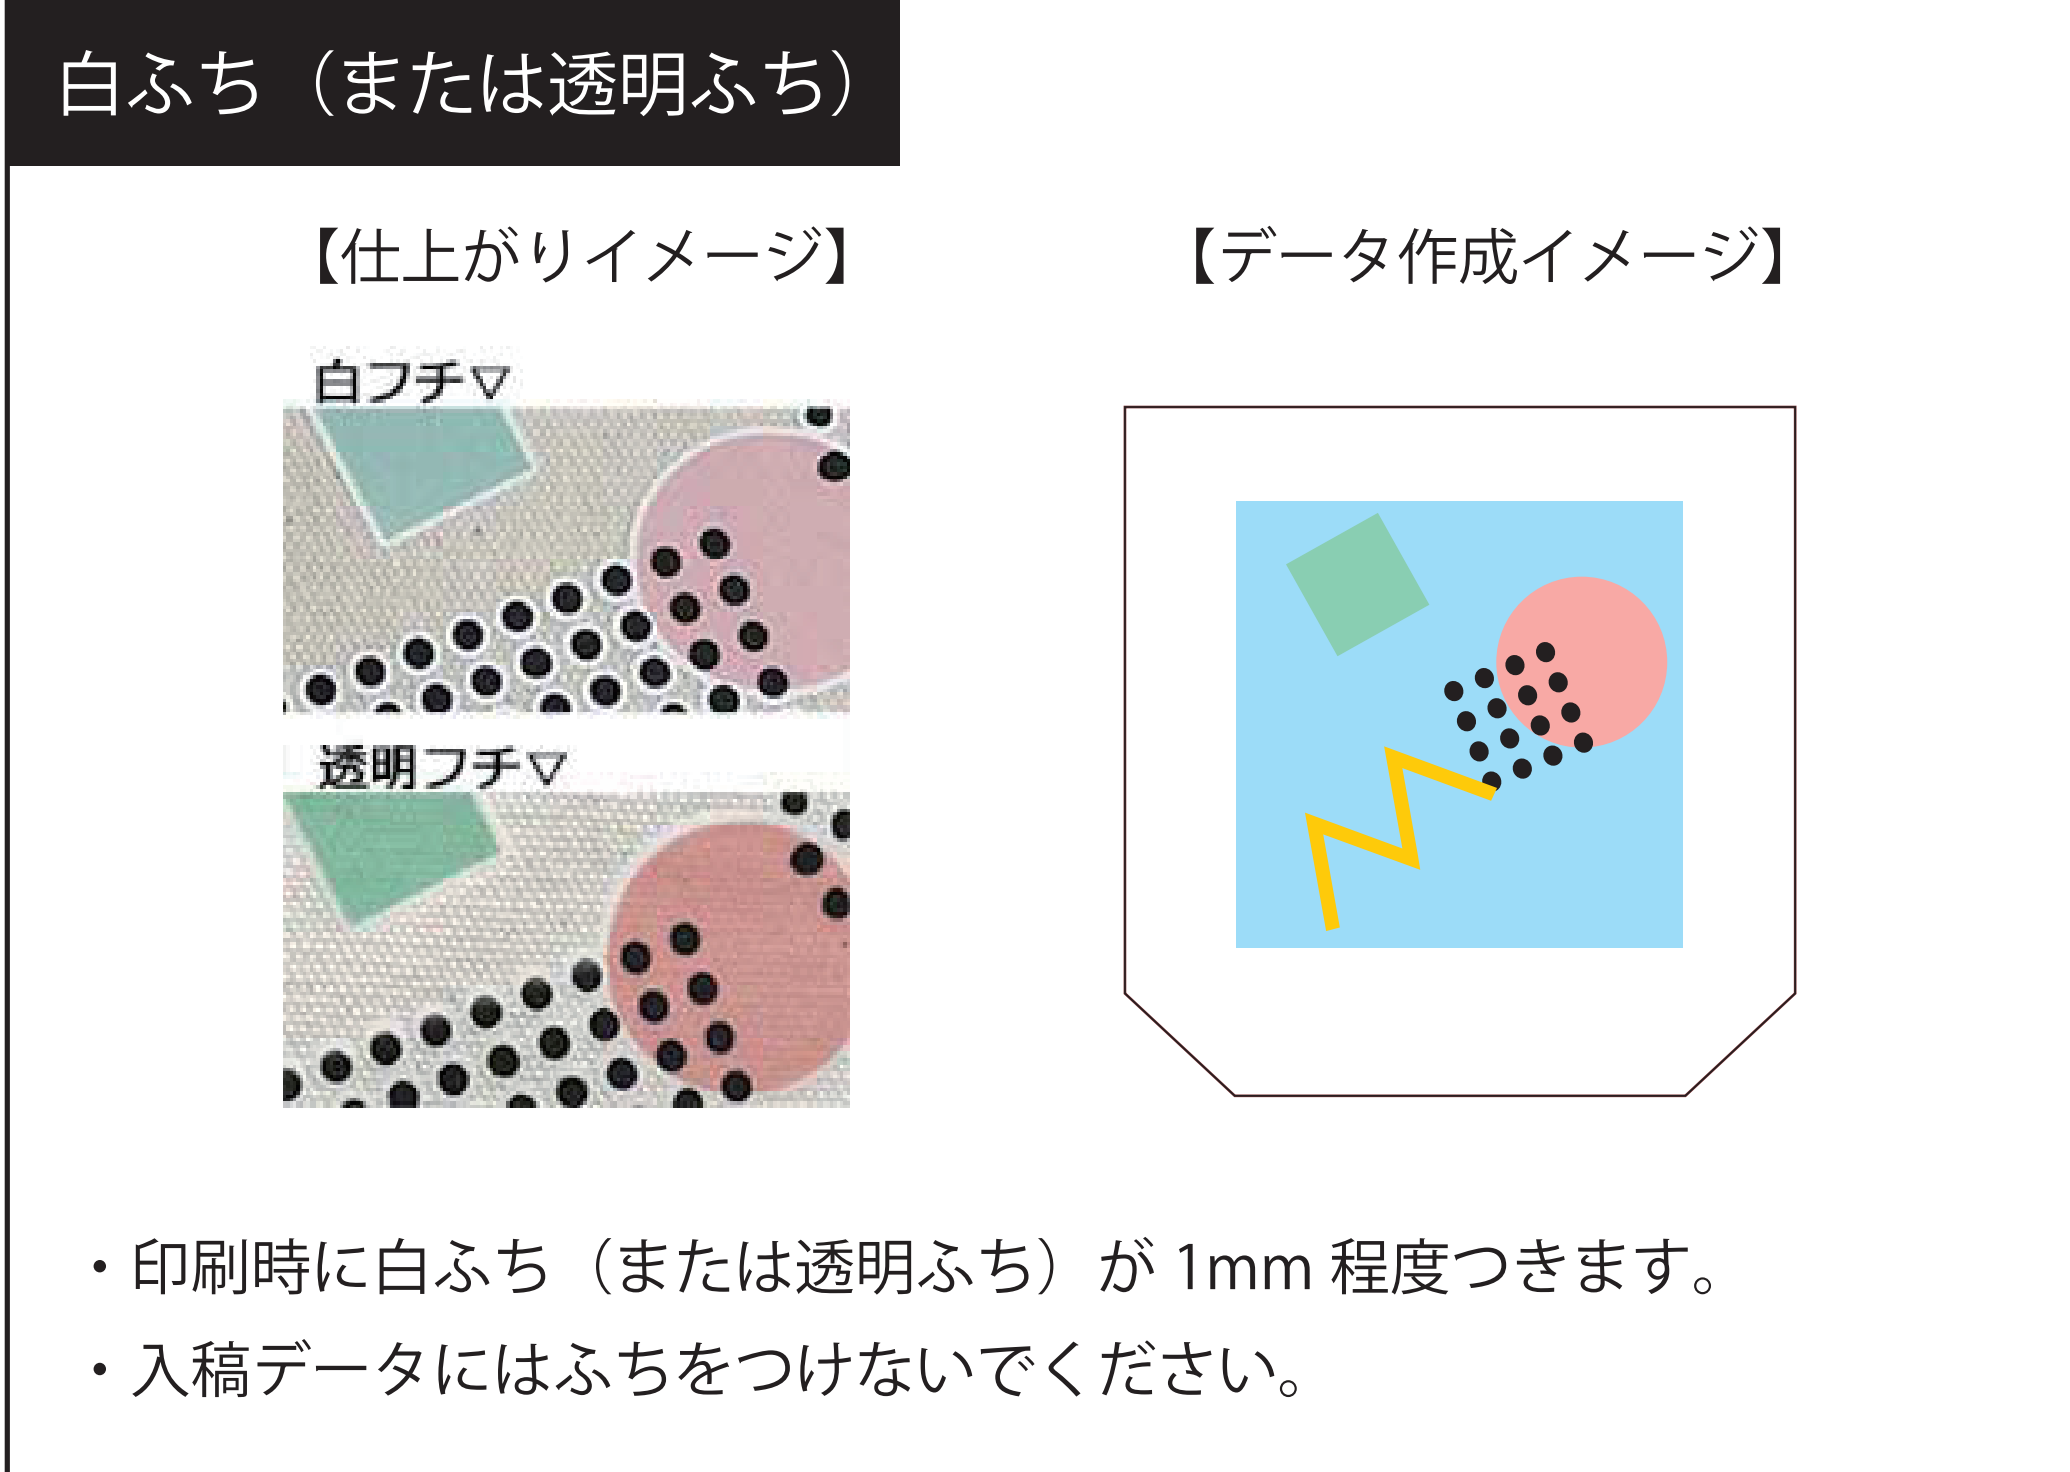 白ふち（または透明ふち）
【仕上がりイメージ】
【データ作成イメージ】
白フチ▽
透明フチ▽
・印刷時に白ふち（または透明ふち）が 1mm 程度つきます。
・入稿データにはふちをつけないでください。